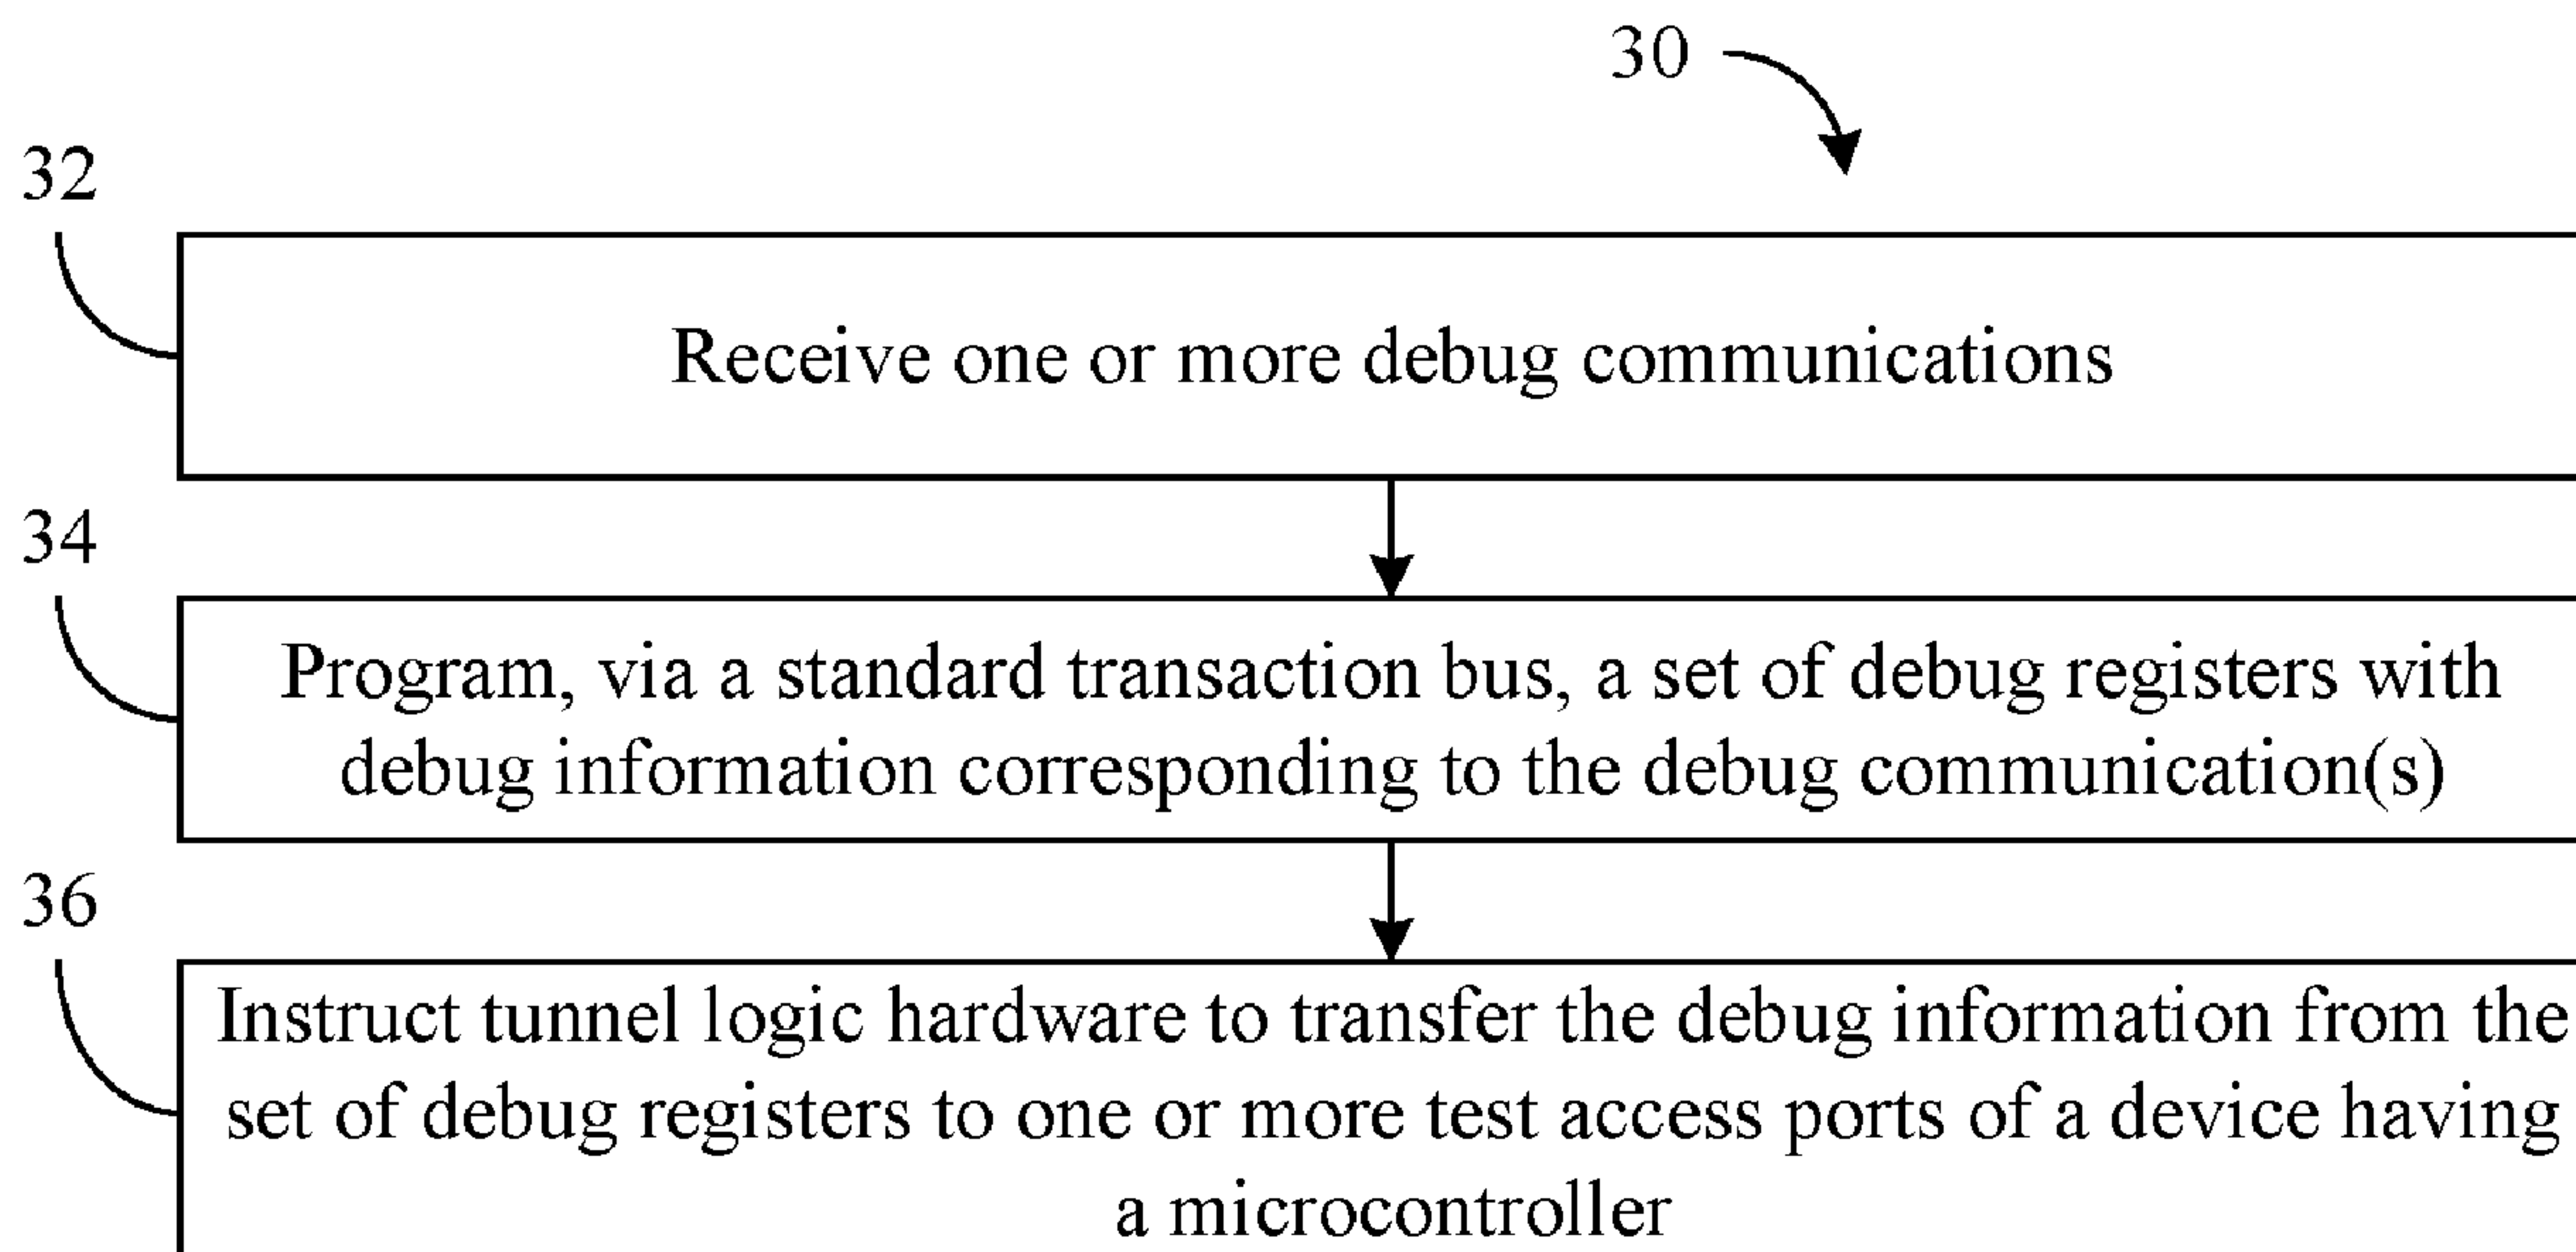 30
32
Receive one or more debug communications
34
Program, via a standard transaction bus, a set of debug registers with
debug information corresponding to the debug communication(s)
36
Instruct tunnel logic hardware to transfer the debug information from the
set of debug registers to one or more test access ports of a device having
a microcontroller